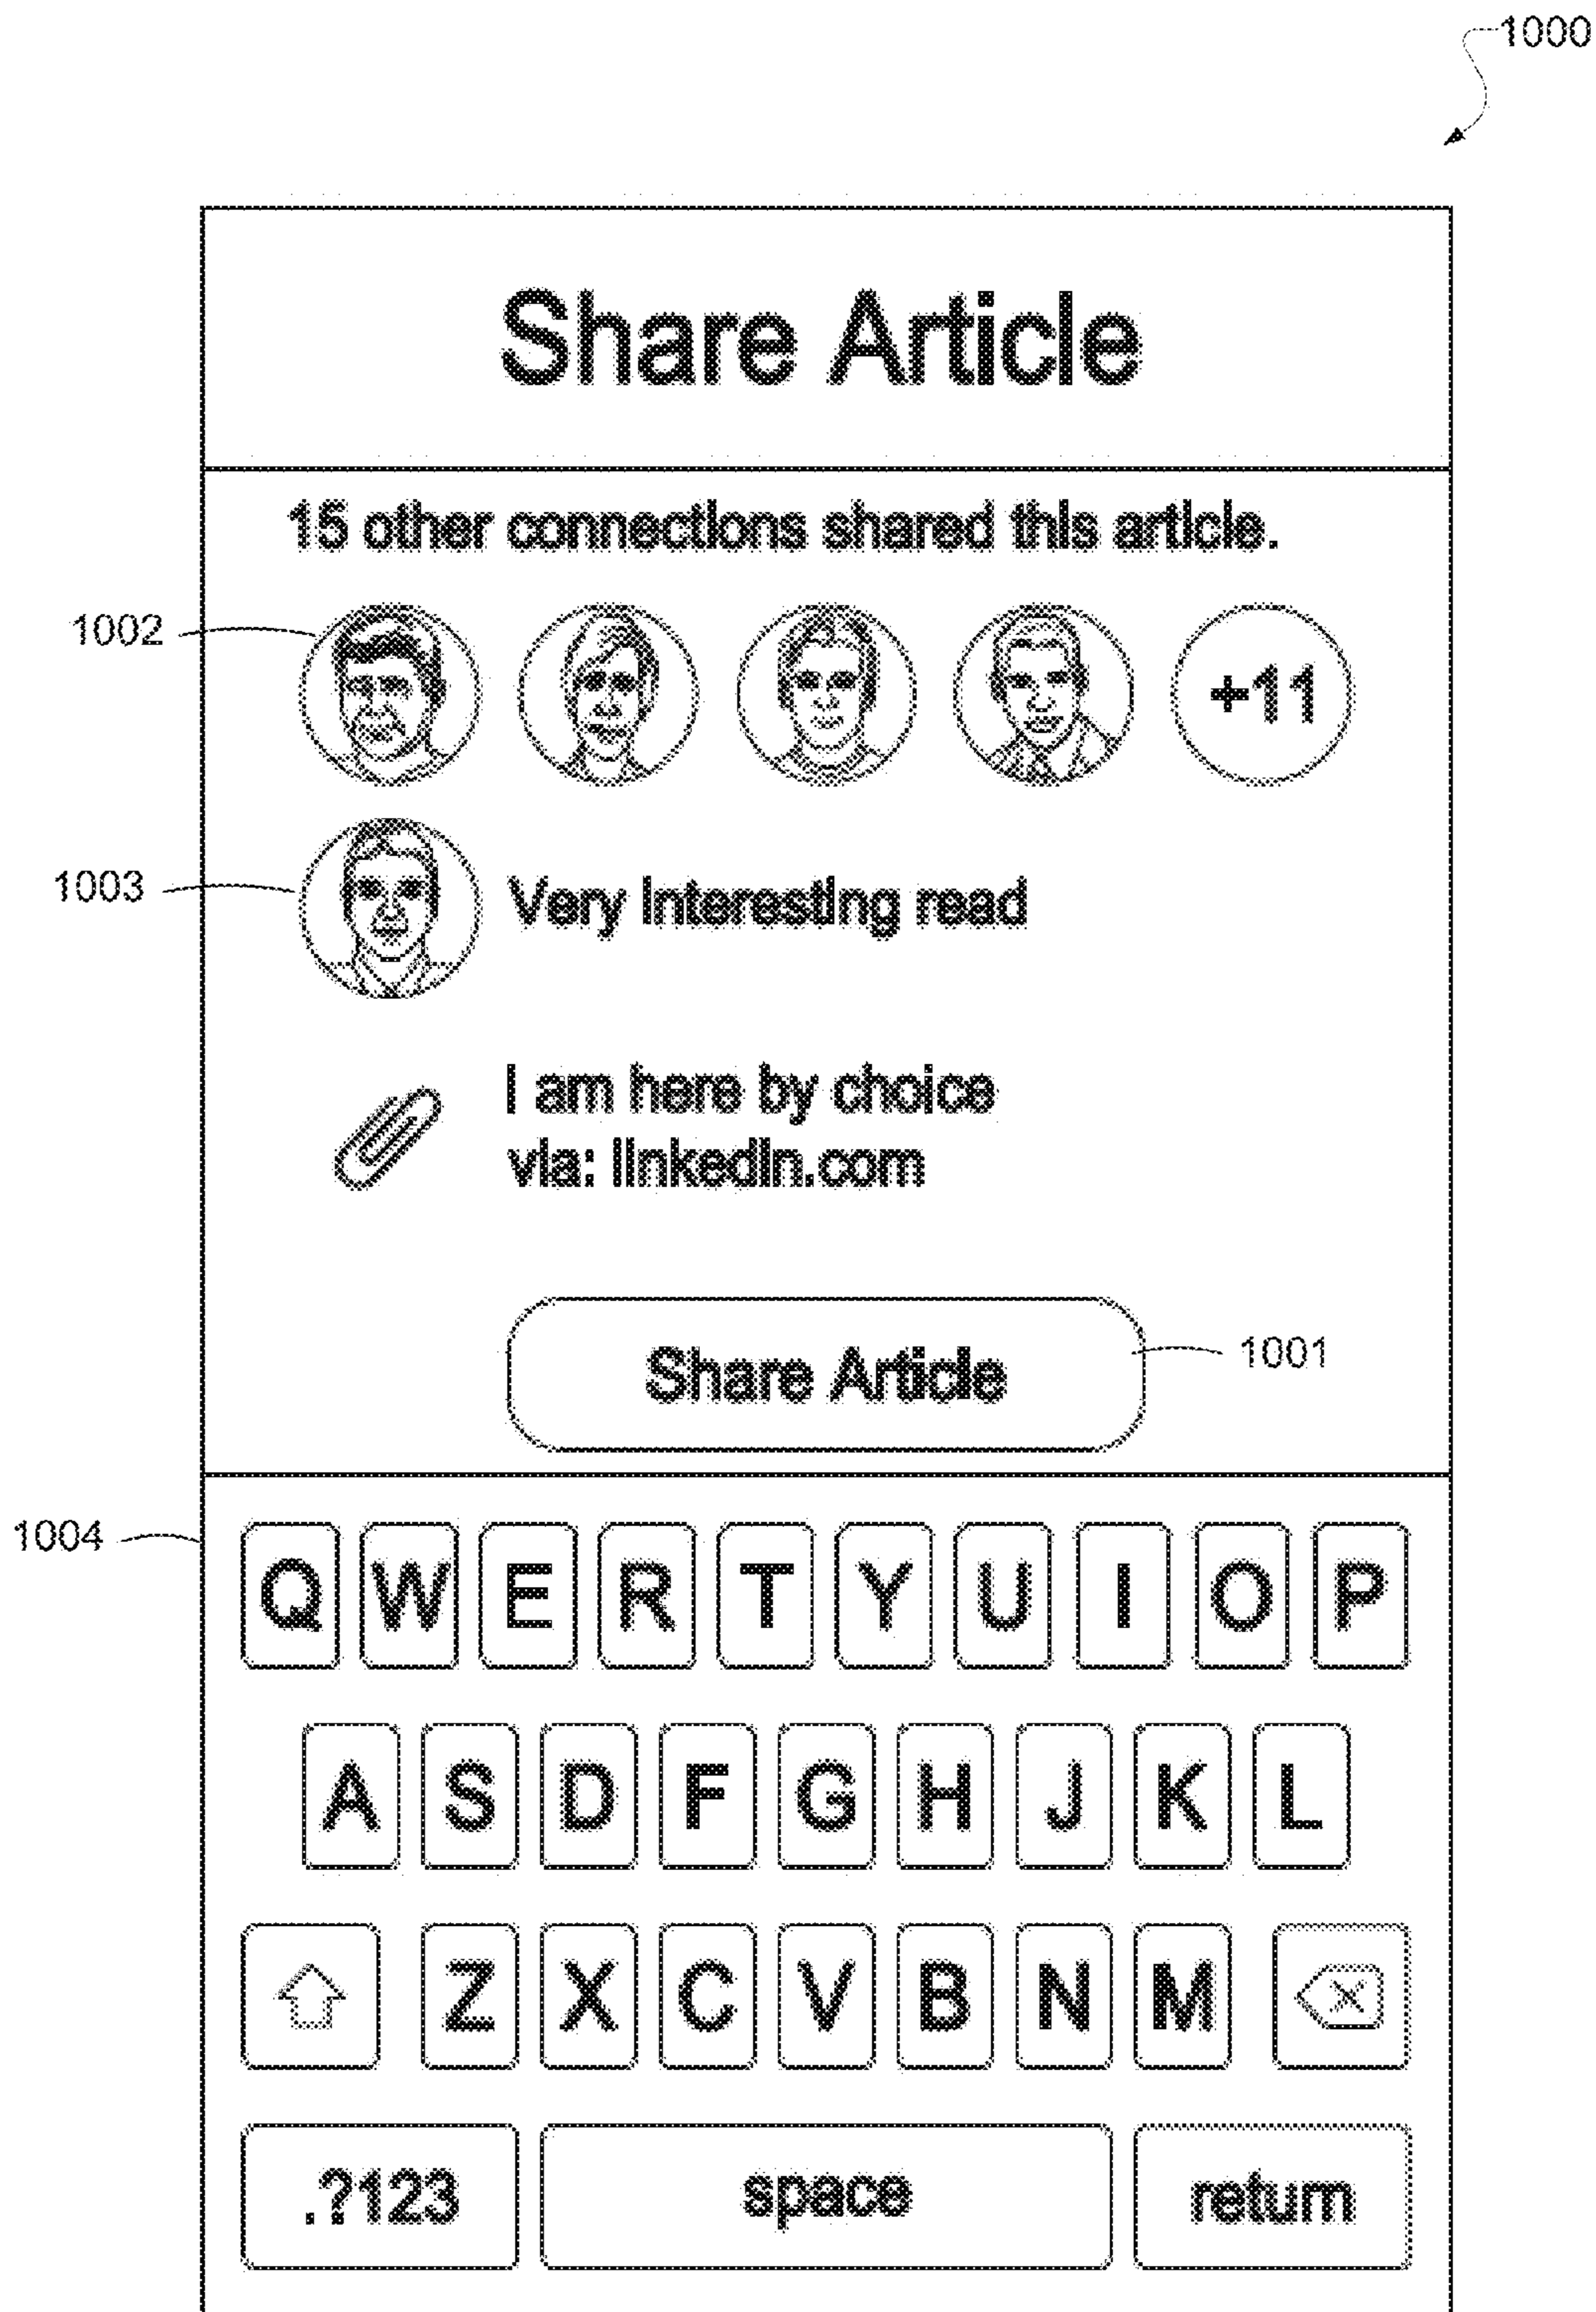 1000
Share Article
15 other connections shared this article.
1002
+11
1003
Very interesting read
I am here by choice
via: linkedin.com
Share Article
1001
1004
Q W E R T Y U I O P
A S D F G H J K L
Z X C V B N M
.?123 space return